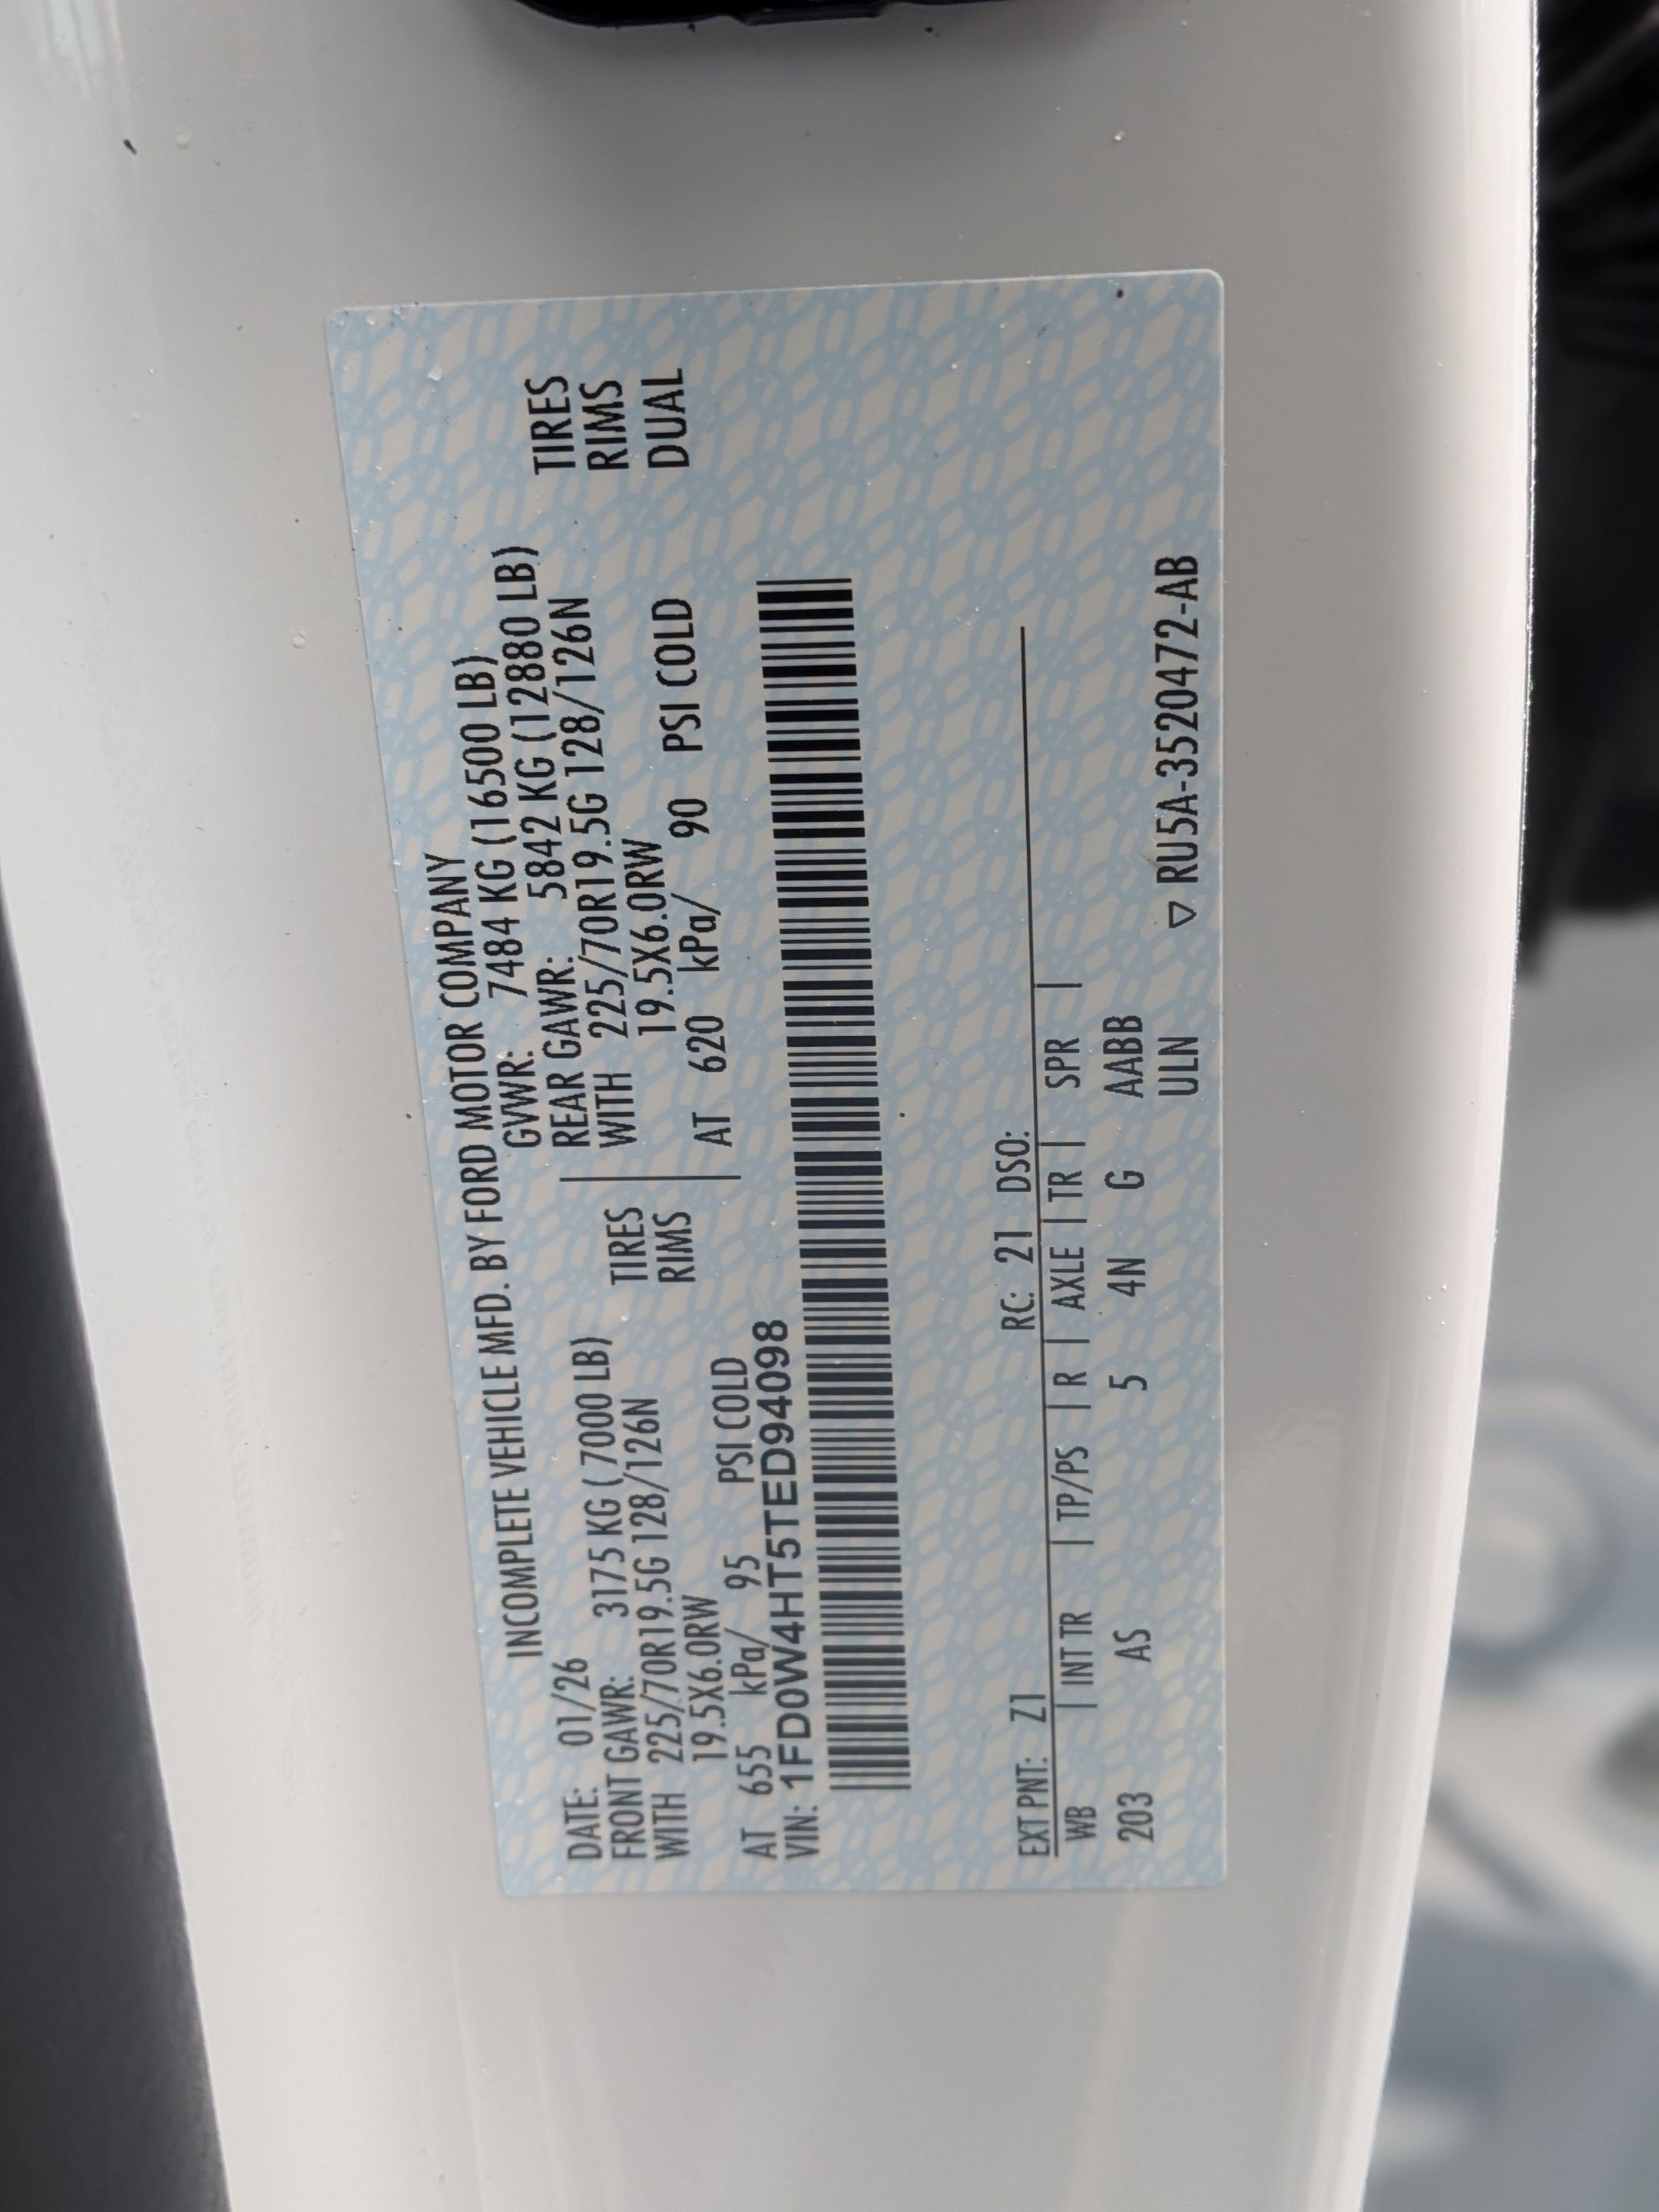 INCOMPLETE VEHICLE MFD. BY FORD MOTOR COMPANY
DATE: 01/26 GVWR: 7484 KG (16500 LB)
FRONT GAWR: 3175 KG ( 7000 LB) REAR GAWR: 5842 KG (12880 LB)
WITH 225/70R19.5G 128/126N TIRES WITH 225/70R19.5G 128/126N TIRES
19.5X6.0RW RIMS 19.5X6.0RW RIMS
AT 655 kPa/ 95 PSI COLD AT 620 kPa/ 90 PSI COLD DUAL
VIN: 1FD0W4HT5TED94098
EXT PNT: Z1 RC: 21 DSO:
WB | INT TR | TP/PS | R | AXLE | TR | SPR |
203 AS 5 4N G AABB
ULN ▽ RU5A-3520472-AB